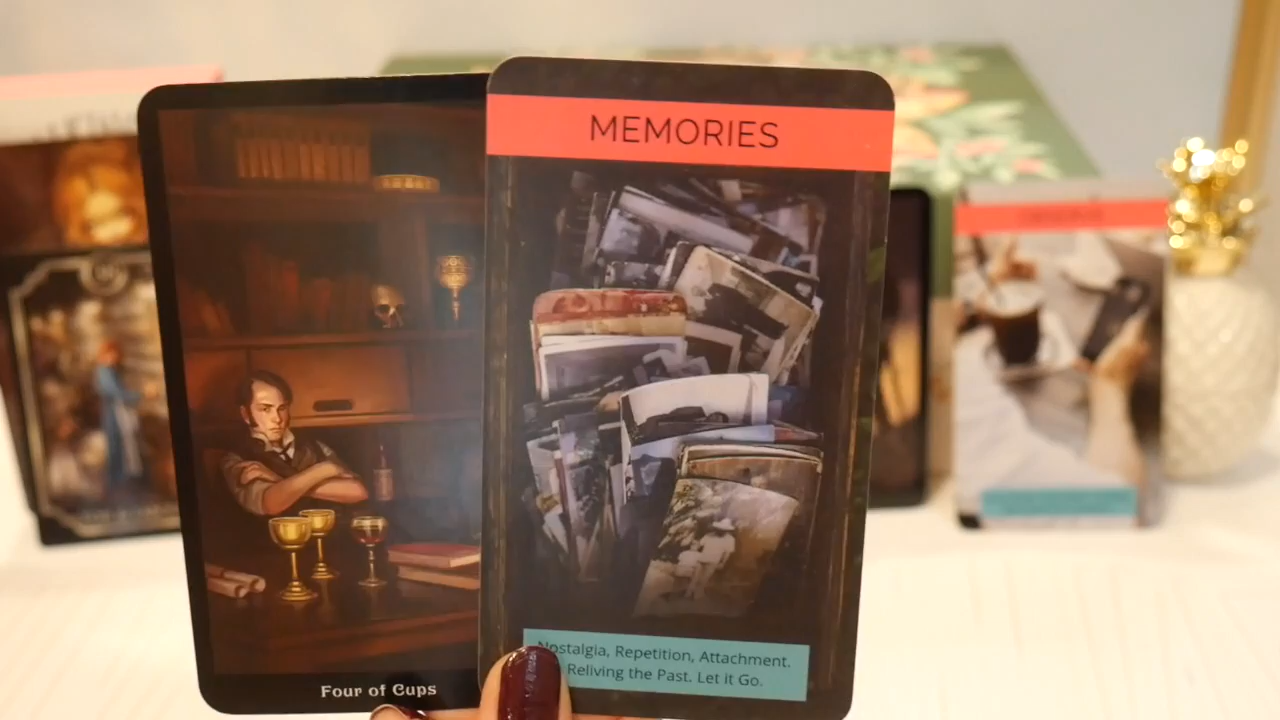 MEMORIES
Nostalgia, Repetition, Attachment.
Reliving the Past. Let it Go.
Four of Cups